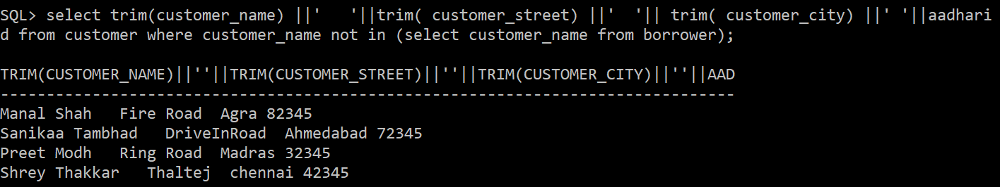 SQL> select trim(customer_name) ||'   '||trim( customer_street) ||'  '|| trim( customer_city) ||' '||aadhari
d from customer where customer_name not in (select customer_name from borrower);
TRIM(CUSTOMER_NAME)||''||TRIM(CUSTOMER_STREET)||''||TRIM(CUSTOMER_CITY)||''||AAD
--------------------------------------------------------------------------------
Manal Shah   Fire Road  Agra 82345
Sanikaa Tambhad   DriveInRoad  Ahmedabad 72345
Preet Modh   Ring Road  Madras 32345
Shrey Thakkar   Thaltej  chennai 42345